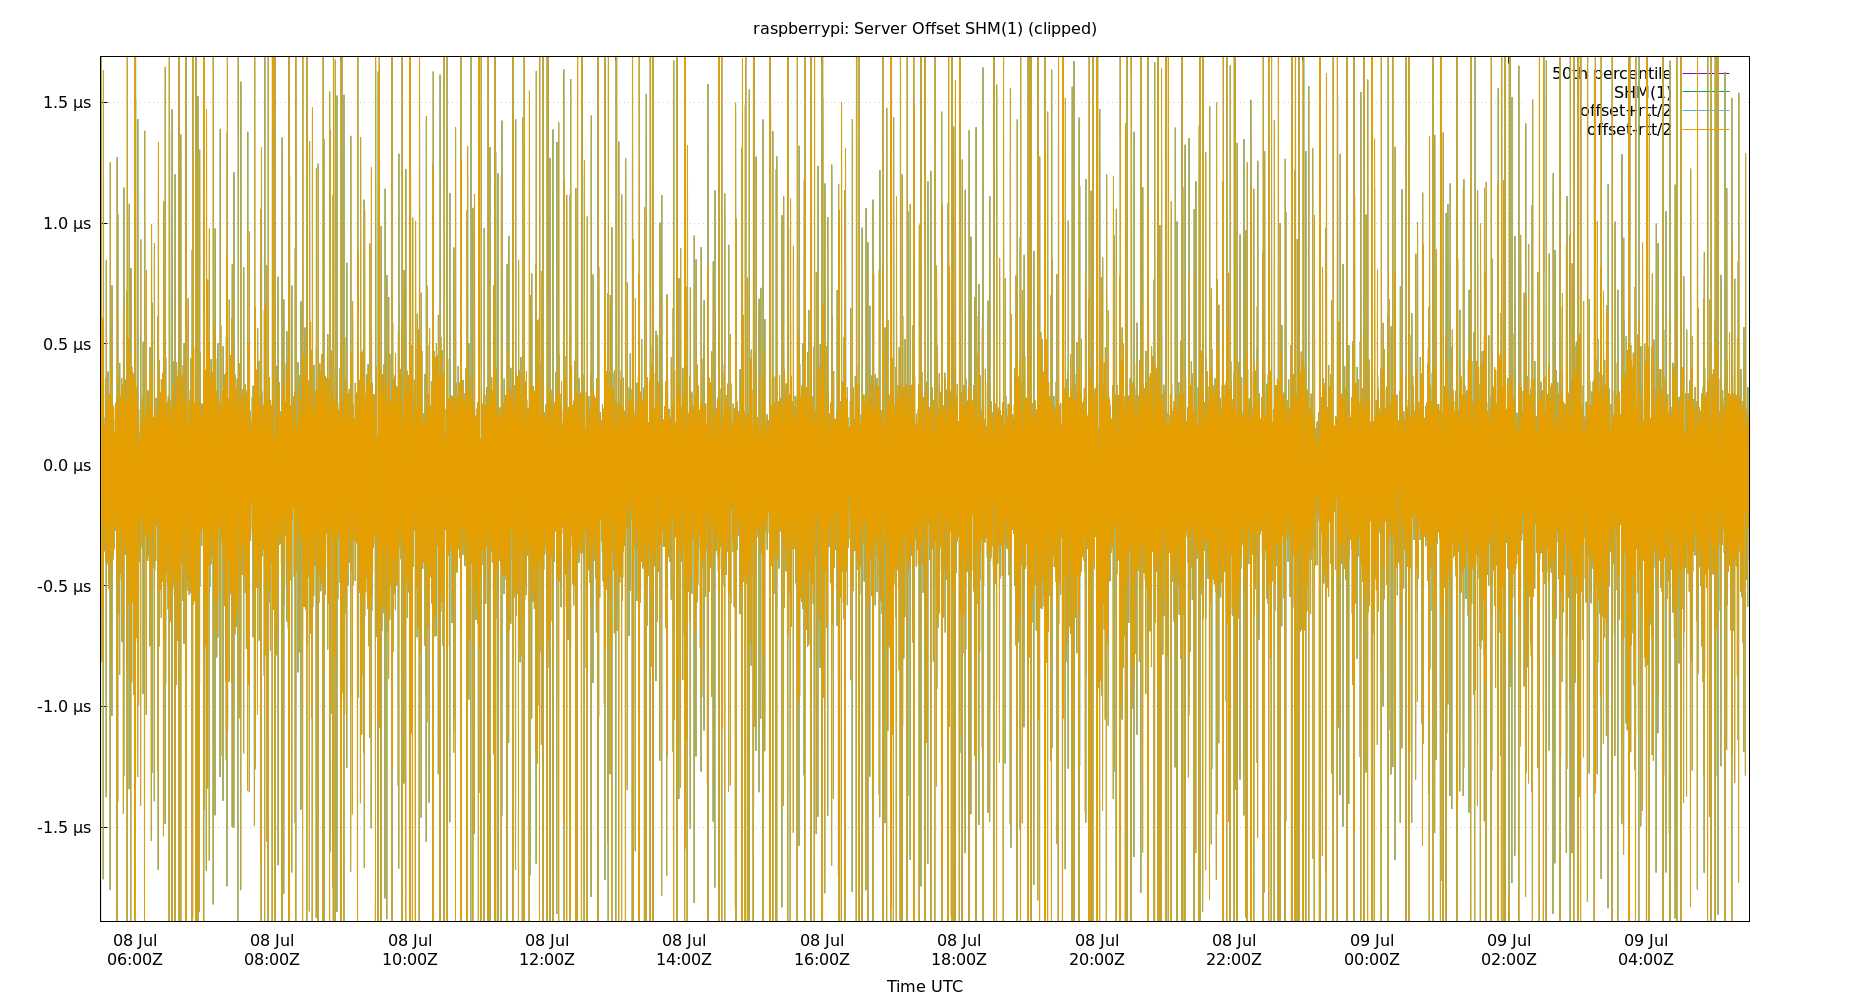 raspberrypi: Server Offset SHM(1) (clipped)
50th percentile
SHM(1)
offset+rtt/2
offset-rtt/2
1.5 µs
1.0 µs
0.5 µs
0.0 µs
-0.5 µs
-1.0 µs
-1.5 µs
08 Jul 08 Jul 08 Jul 08 Jul 08 Jul 08 Jul 08 Jul 08 Jul 08 Jul 09 Jul 09 Jul 09 Jul
06:00Z 08:00Z 10:00Z 12:00Z 14:00Z 16:00Z 18:00Z 20:00Z 22:00Z 00:00Z 02:00Z 04:00Z
Time UTC